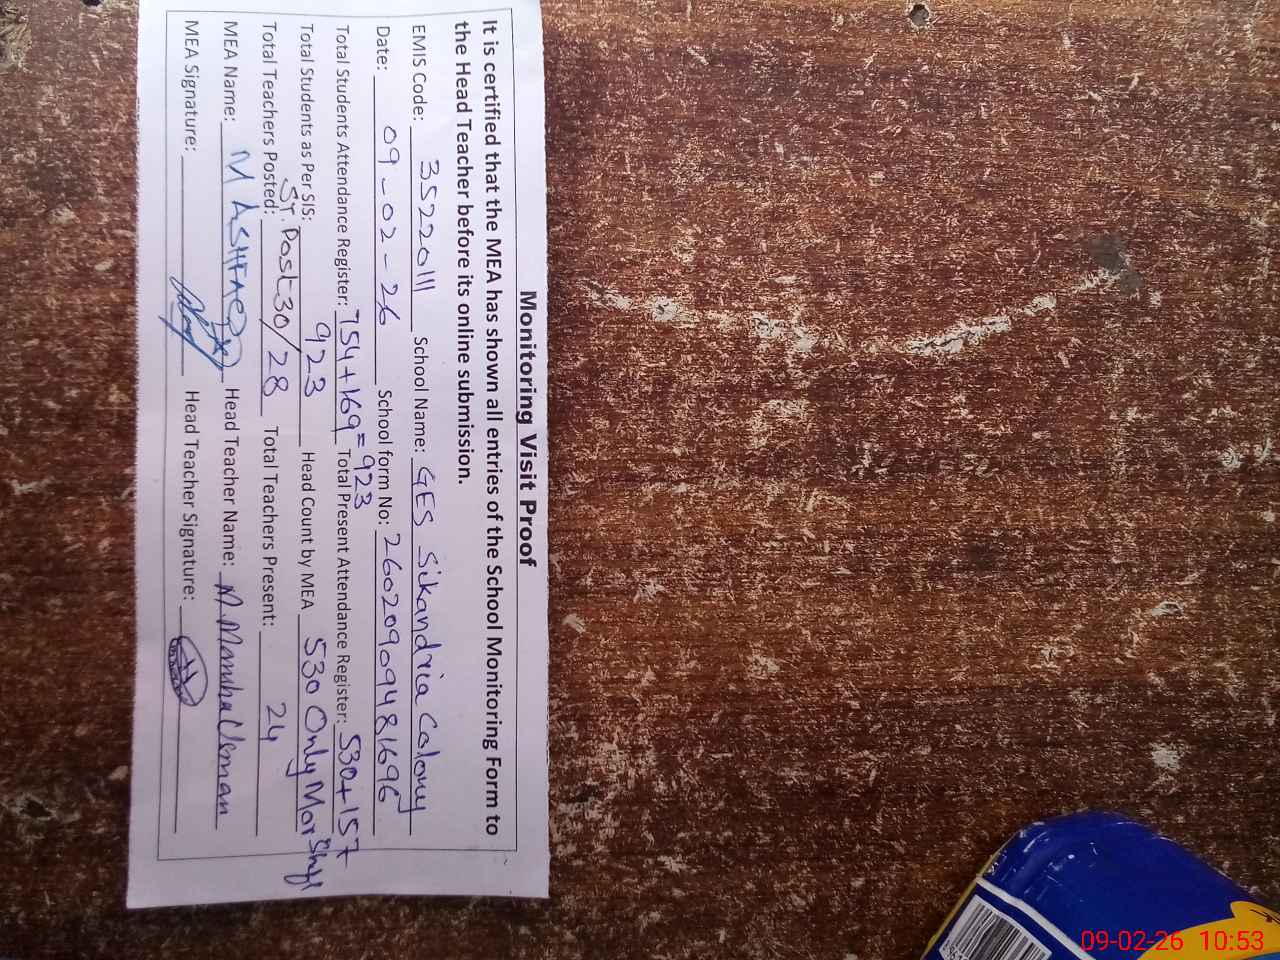 Monitoring Visit Proof
It is certified that the MEA has shown all entries of the School Monitoring Form to
the Head Teacher before its online submission.
EMIS Code: 35220111 School Name: GES Sikandria Colony
Date: 09-02-26 School form No: 26020909481696
Total Students Attendance Register: 754+169=923 Total Present Attendance Register: 530+157
Total Students as Per SIS: 923 Head Count by MEA 530 Only Mor Shift
Total Teachers Posted: St. Post 30/28 Total Teachers Present: 24
MEA Name: M ASHFAQ Head Teacher Name: M. Usman
MEA Signature: Head Teacher Signature:
09-02-26 10:53